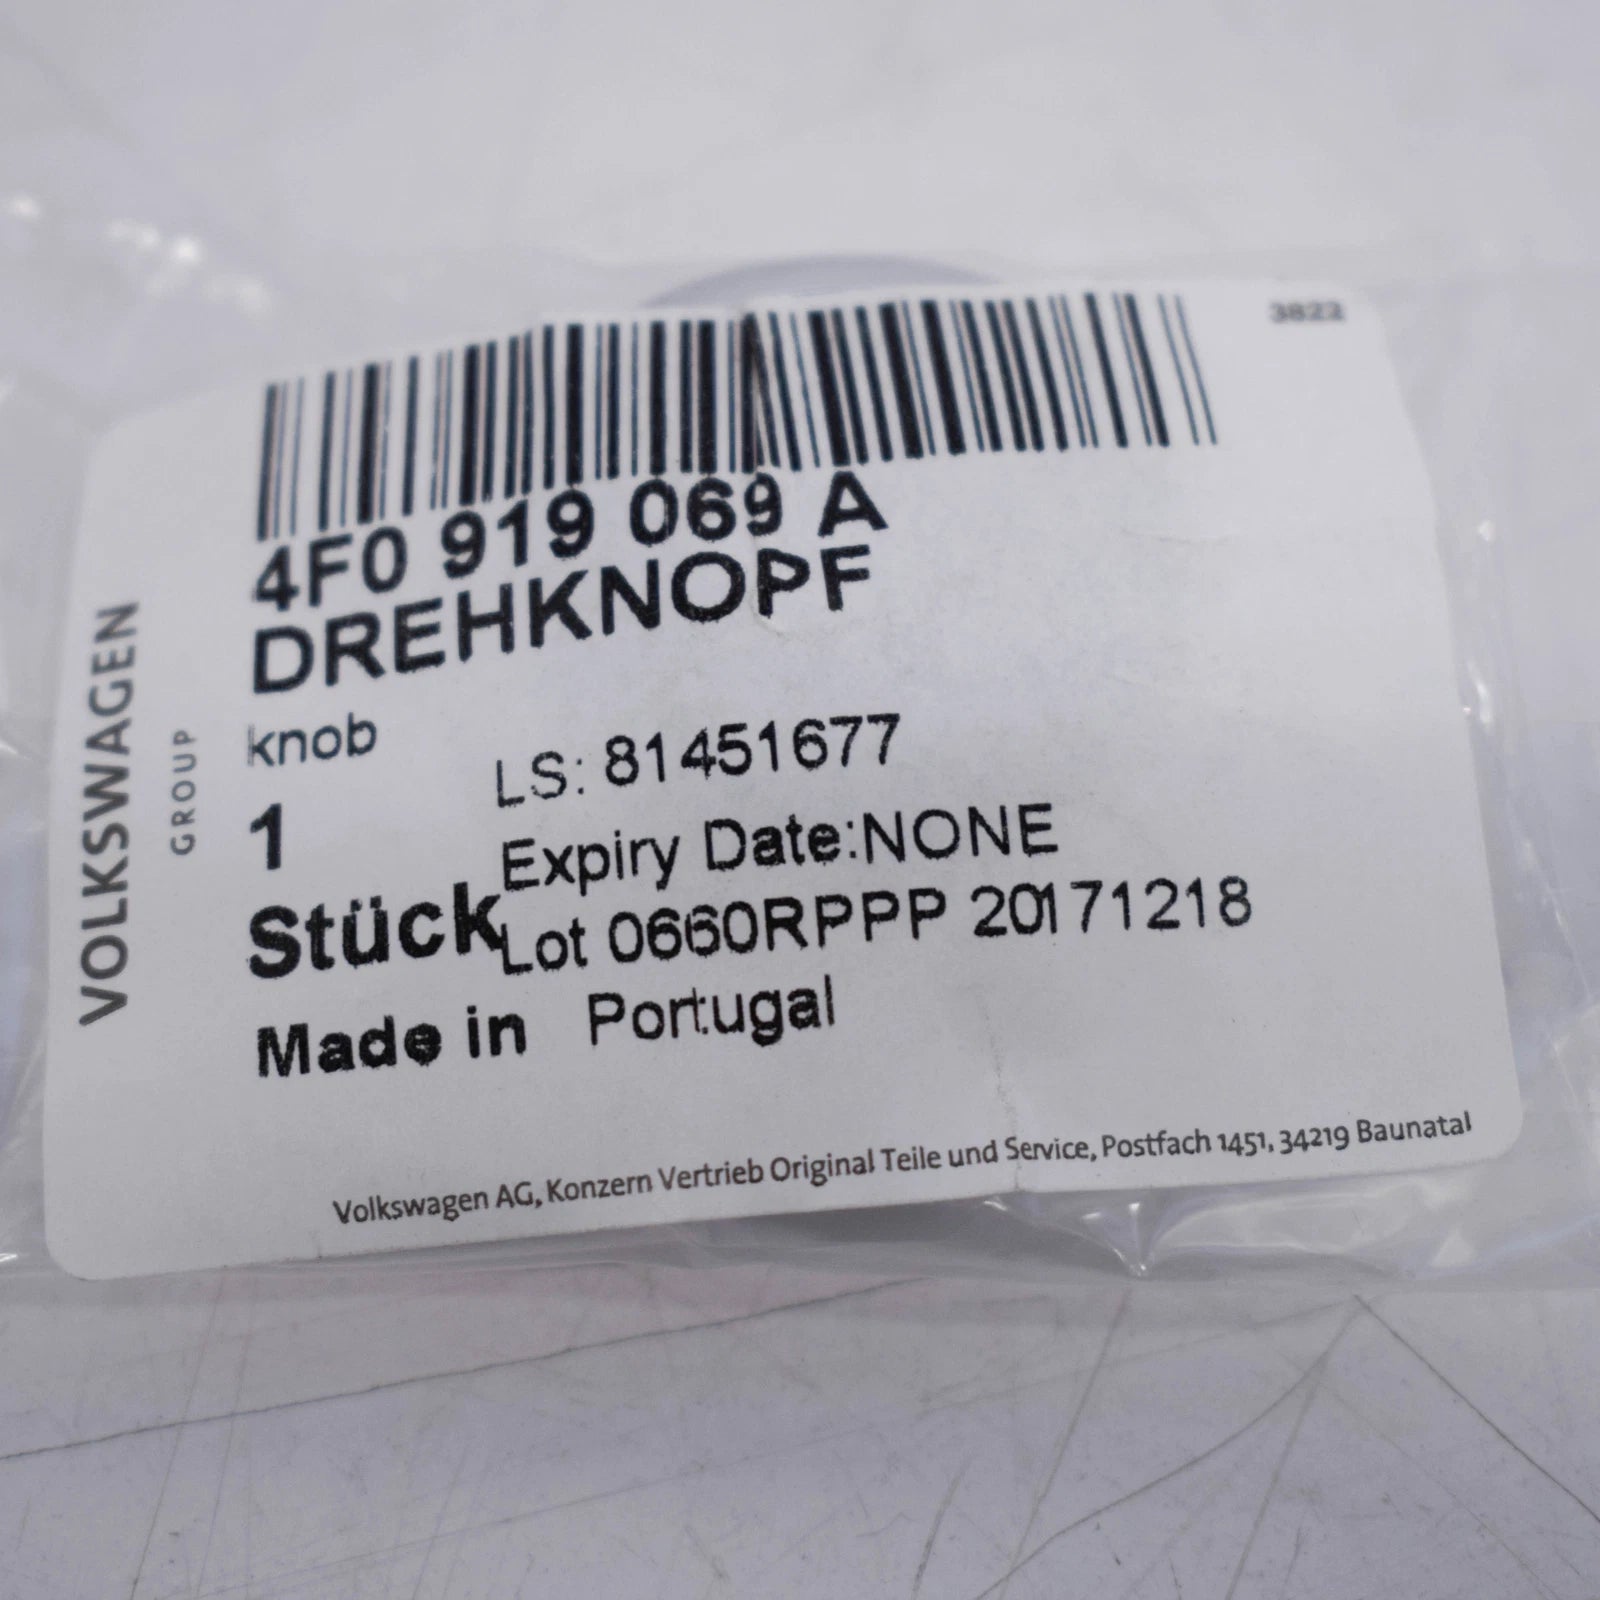 3822
4F0 919 069 A
DREHKNOPF
knob
LS: 81451677
1
Expiry Date:NONE
Stück
Lot 0660RPPP 20171218
Made in Portugal
Volkswagen AG, Konzern Vertrieb Original Teile und Service, Postfach 1451, 34219 Baunatal
VOLKSWAGEN
GROUP